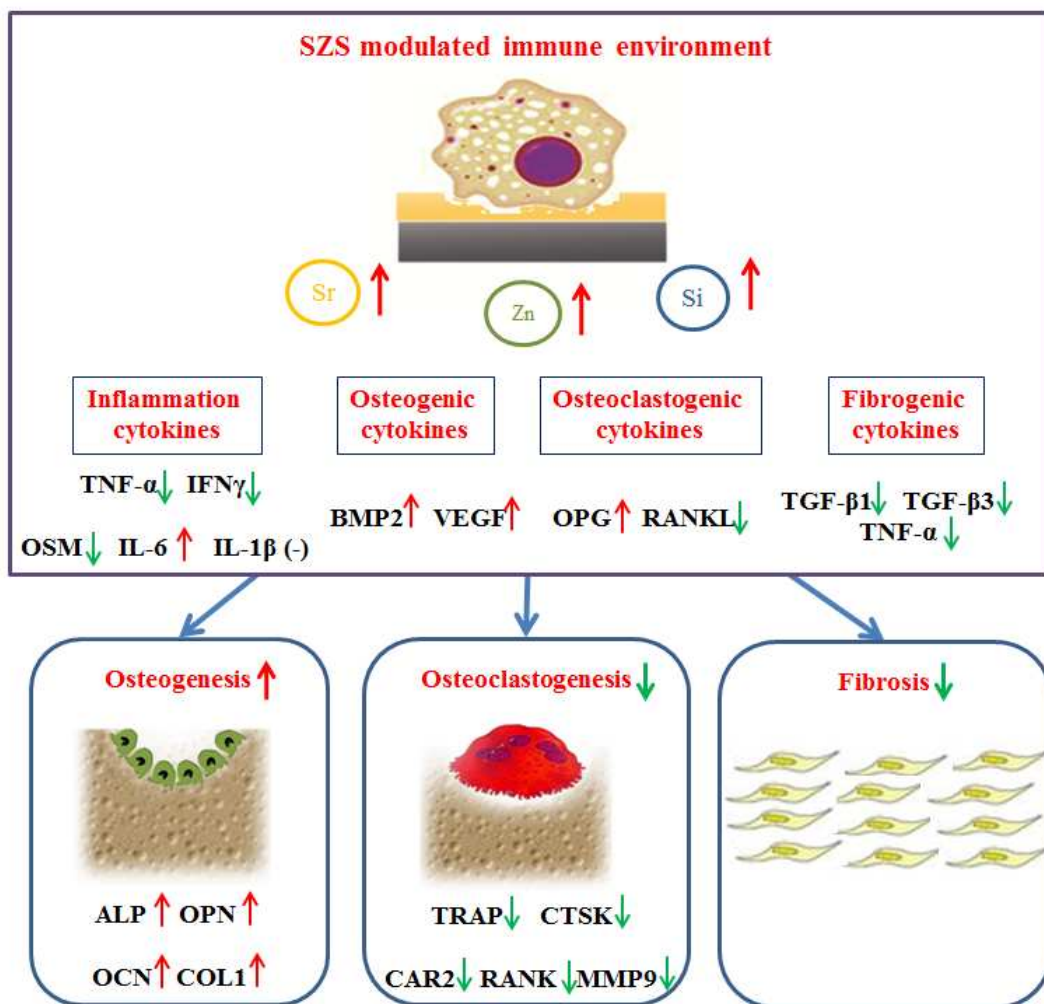 SZS modulated immune environment
Sr ↑ Zn ↑ Si ↑
Inflammation
cytokines
TNF-α↓ IFNγ↓
OSM↓ IL-6 ↑ IL-1β (-)
Osteogenic
cytokines
BMP2↑ VEGF↑
Osteoclastogenic
cytokines
OPG↑ RANKL↓
Fibrogenic
cytokines
TGF-β1↓ TGF-β3↓
TNF-α ↓
Osteogenesis↑
ALP ↑ OPN ↑
OCN↑ COL1 ↑
Osteoclastogenesis↓
TRAP↓ CTSK↓
CAR2↓ RANK ↓MMP9↓
Fibrosis↓